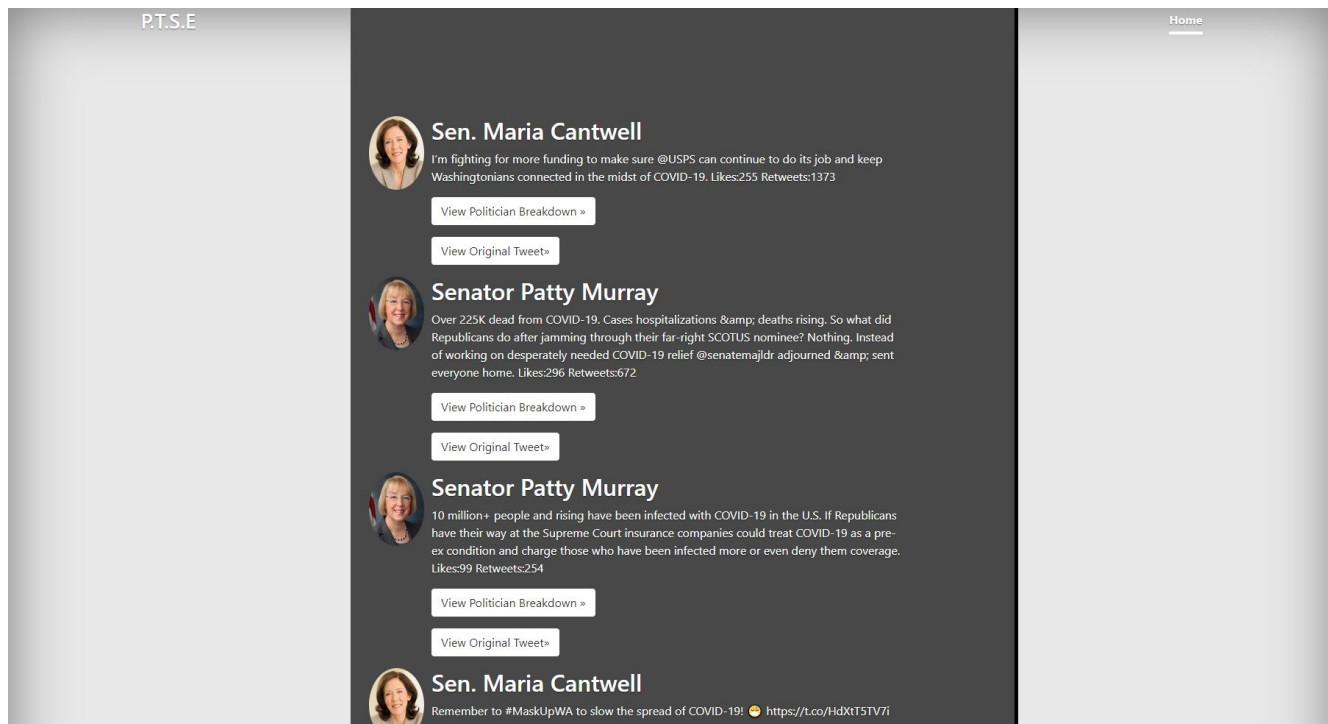 P.T.S.E
Home
Sen. Maria Cantwell
I'm fighting for more funding to make sure @USPS can continue to do its job and keep
Washingtonians connected in the midst of COVID-19. Likes:255 Retweets:1373
View Politician Breakdown »
View Original Tweet»
Senator Patty Murray
Over 225K dead from COVID-19. Cases hospitalizations &amp; deaths rising. So what did
Republicans do after jamming through their far-right SCOTUS nominee? Nothing. Instead
of working on desperately needed COVID-19 relief @senatemajldr adjourned &amp; sent
everyone home. Likes:296 Retweets:672
View Politician Breakdown »
View Original Tweet»
Senator Patty Murray
10 million+ people and rising have been infected with COVID-19 in the U.S. If Republicans
have their way at the Supreme Court insurance companies could treat COVID-19 as a pre-
ex condition and charge those who have been infected more or even deny them coverage.
Likes:99 Retweets:254
View Politician Breakdown »
View Original Tweet»
Sen. Maria Cantwell
Remember to #MaskUpWA to slow the spread of COVID-19! 😷 https://t.co/HdXtT5TV7i